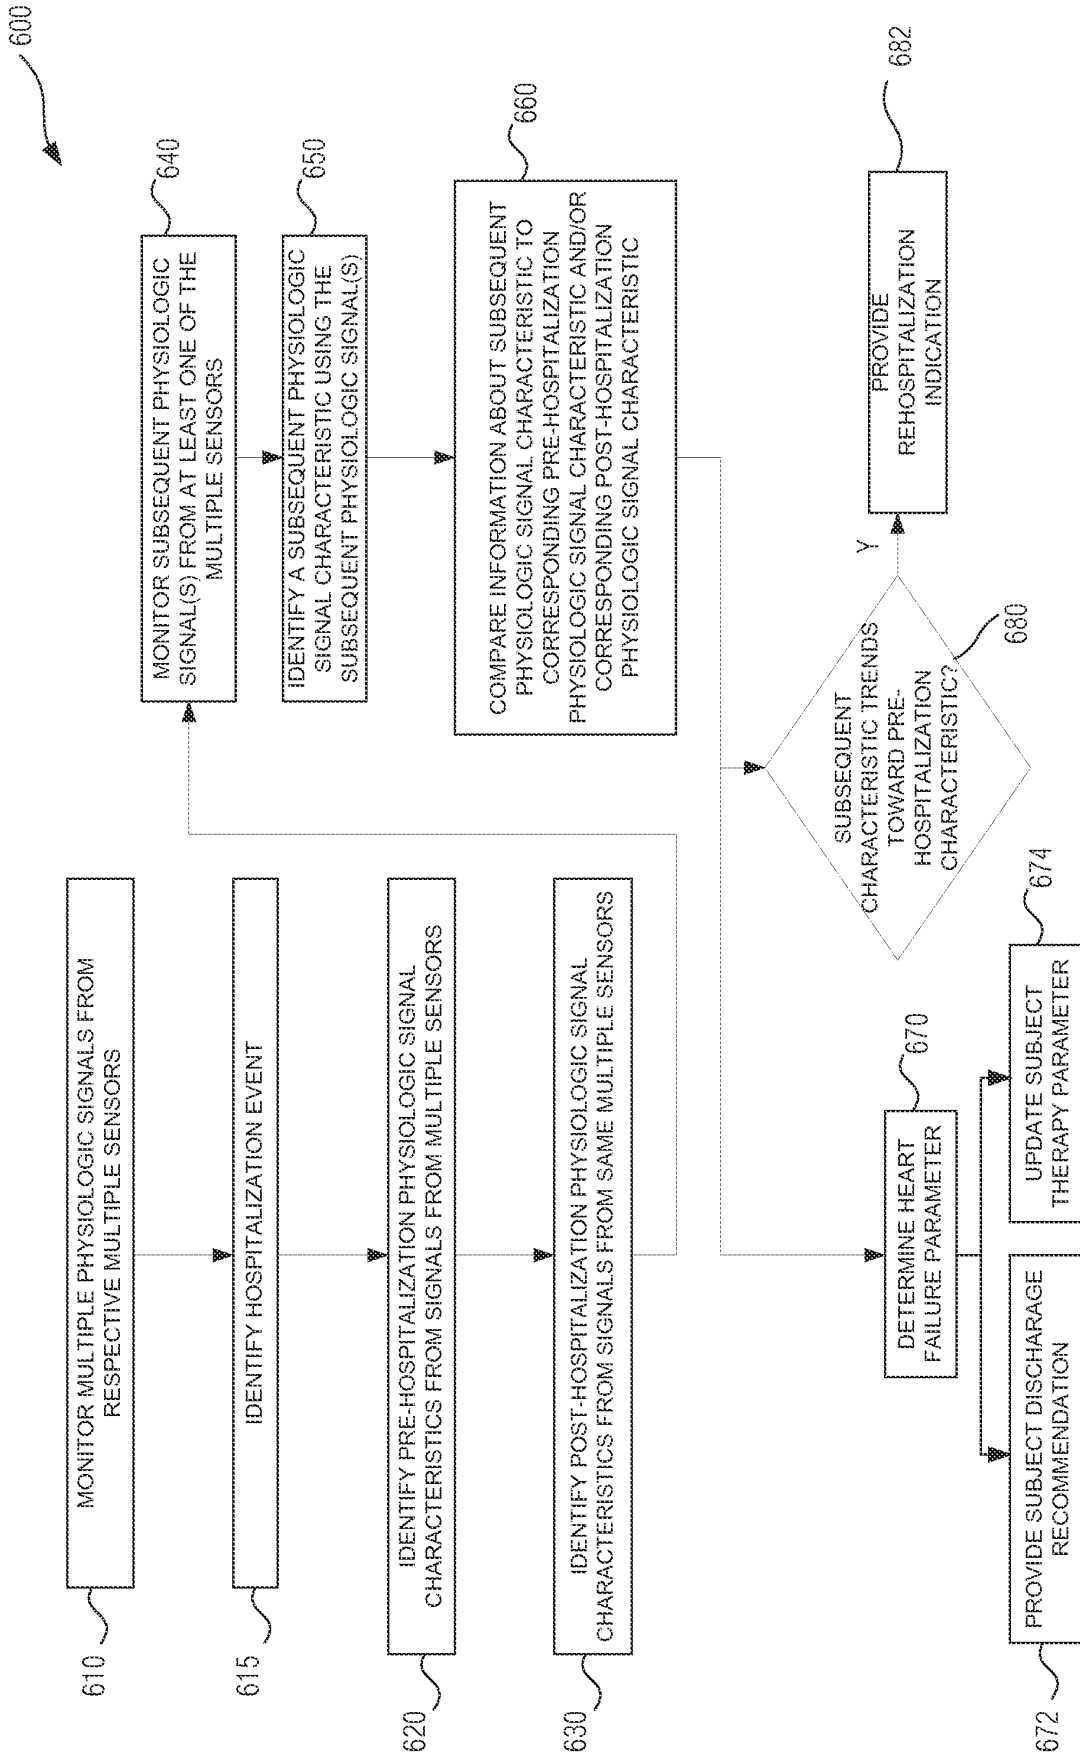 600
610
MONITOR MULTIPLE PHYSIOLOGIC SIGNALS FROM
RESPECTIVE MULTIPLE SENSORS
615
IDENTIFY HOSPITALIZATION EVENT
620
IDENTIFY PRE-HOSPITALIZATION PHYSIOLOGIC SIGNAL
CHARACTERISTICS FROM SIGNALS FROM MULTIPLE SENSORS
630
IDENTIFY POST-HOSPITALIZATION PHYSIOLOGIC SIGNAL
CHARACTERISTICS FROM SIGNALS FROM SAME MULTIPLE SENSORS
640
MONITOR SUBSEQUENT PHYSIOLOGIC
SIGNAL(S) FROM AT LEAST ONE OF THE
MULTIPLE SENSORS
650
IDENTIFY A SUBSEQUENT PHYSIOLOGIC
SIGNAL CHARACTERISTIC USING THE
SUBSEQUENT PHYSIOLOGIC SIGNAL(S)
660
COMPARE INFORMATION ABOUT SUBSEQUENT
PHYSIOLOGIC SIGNAL CHARACTERISTIC TO
CORRESPONDING PRE-HOSPITALIZATION
PHYSIOLOGIC SIGNAL CHARACTERISTIC AND/OR
CORRESPONDING POST-HOSPITALIZATION
PHYSIOLOGIC SIGNAL CHARACTERISTIC
670
DETERMINE HEART
FAILURE PARAMETER
672
PROVIDE SUBJECT DISCHARAGE
RECOMMENDATION
674
UPDATE SUBJECT
THERAPY PARAMETER
680
SUBSEQUENT
CHARACTERISTIC TRENDS
TOWARD PRE-
HOSPITALIZATION
CHARACTERISTIC?
Y
682
PROVIDE
REHOSPITALIZATION
INDICATION